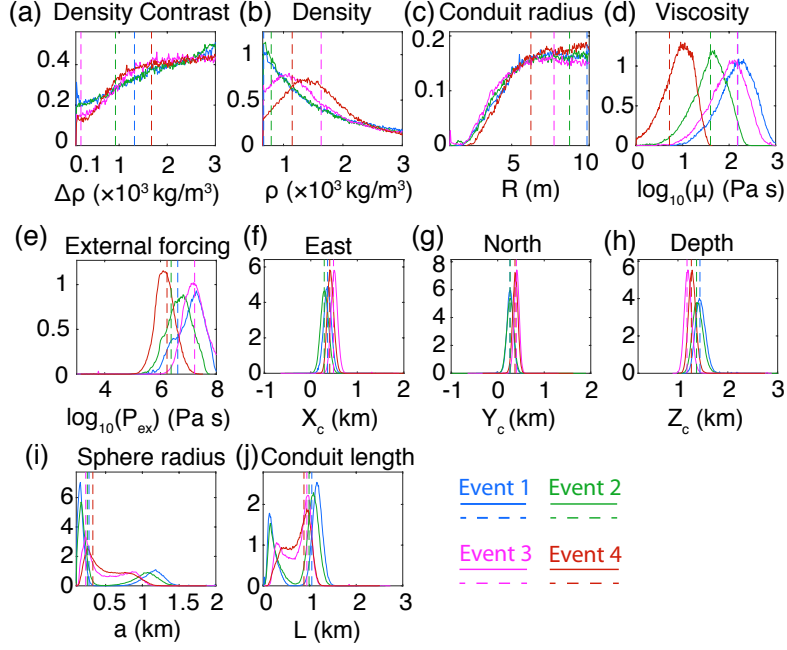 (a) Density Contrast
(b) Density
(c) Conduit radius
(d) Viscosity
0.4
0.2
0
0.1 1 2 3
Δρ (×10³ kg/m³)
1
0.5
0
1 2 3
ρ (×10³ kg/m³)
0.2
0.1
0
5 10
R (m)
1
0.5
0
0 1 2 3
log₁₀(μ) (Pa s)
(e) External forcing
(f) East
(g) North
(h) Depth
1
0.5
0
4 6 8
log₁₀(Pₑₓ) (Pa s)
6
4
2
0
-1 0 1 2
X_c (km)
8
6
4
2
0
-1 0 1 2
Y_c (km)
6
4
2
0
0 1 2 3
Z_c (km)
(i) Sphere radius
(j) Conduit length
6
4
2
0
0.5 1 1.5 2
a (km)
2
1
0
0 1 2 3
L (km)
Event 1 Event 2
Event 3 Event 4